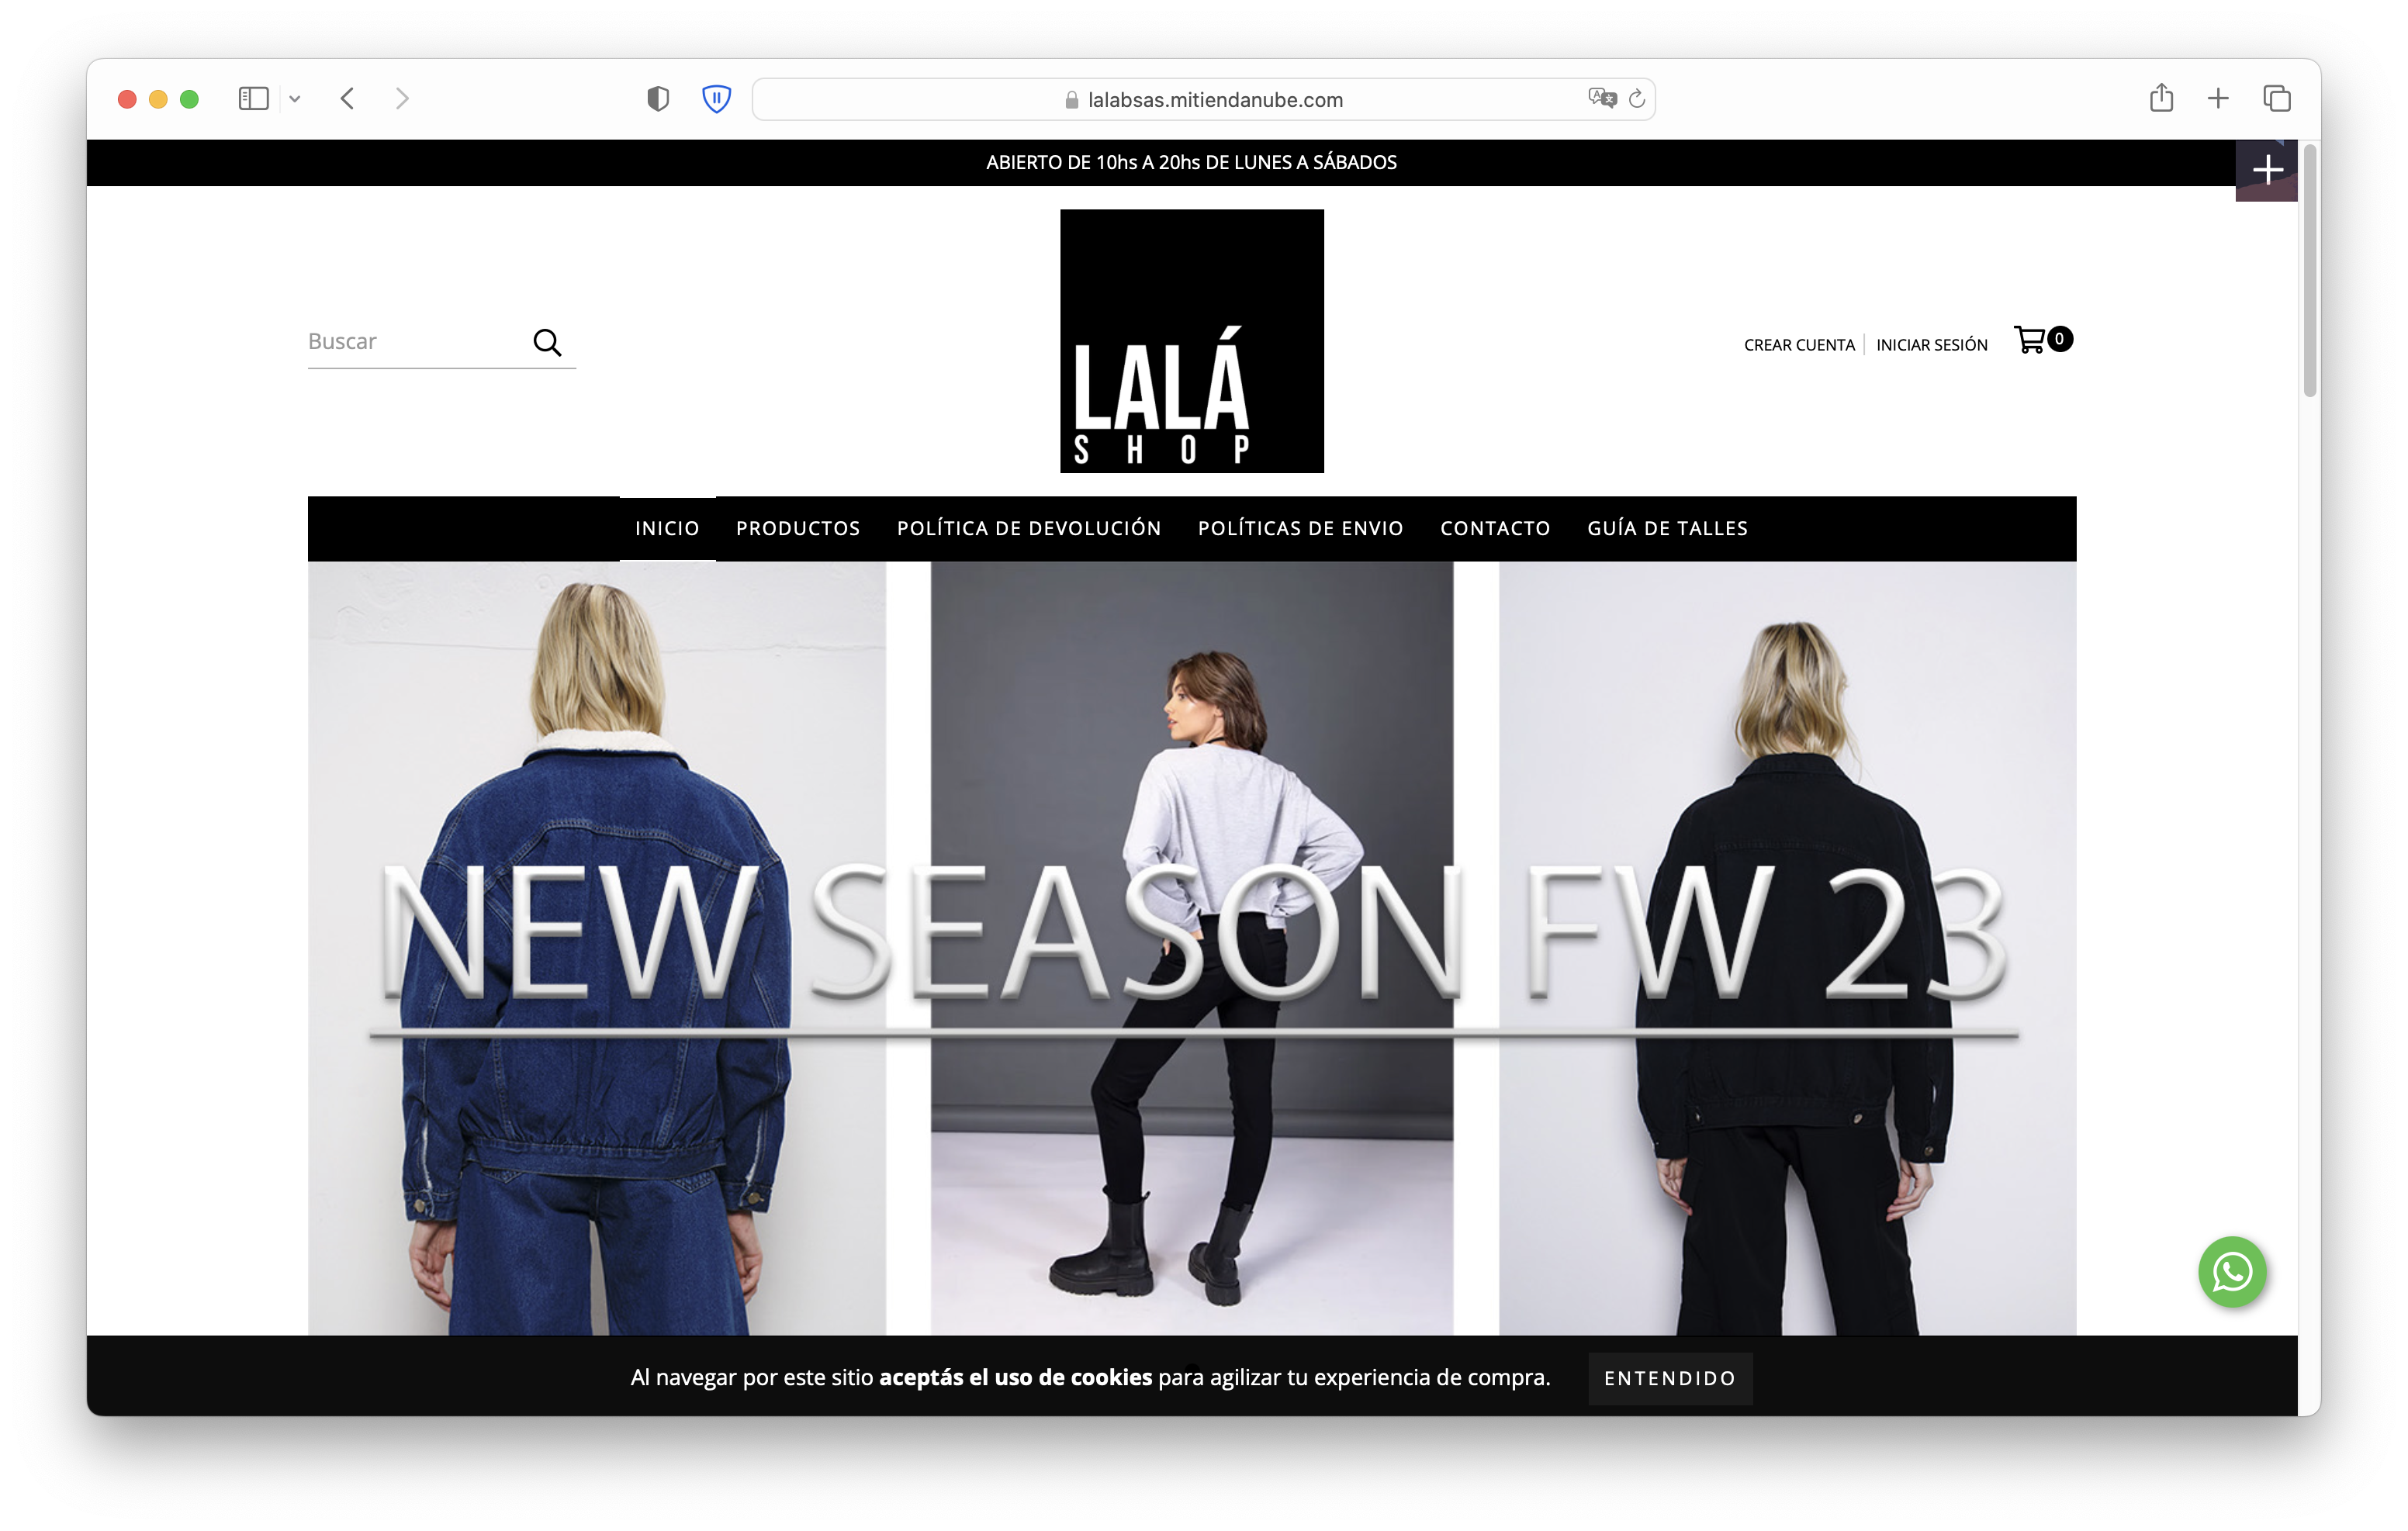 lalabsas.mitiendanube.com
ABIERTO DE 10hs A 20hs DE LUNES A SÁBADOS
LALÁ
SHOP
Buscar
CREAR CUENTA
INICIAR SESIÓN
0
INICIO
PRODUCTOS
POLÍTICA DE DEVOLUCIÓN
POLÍTICAS DE ENVIO
CONTACTO
GUÍA DE TALLES
NEW SEASON FW 23
Al navegar por este sitio aceptás el uso de cookies para agilizar tu experiencia de compra.
ENTENDIDO